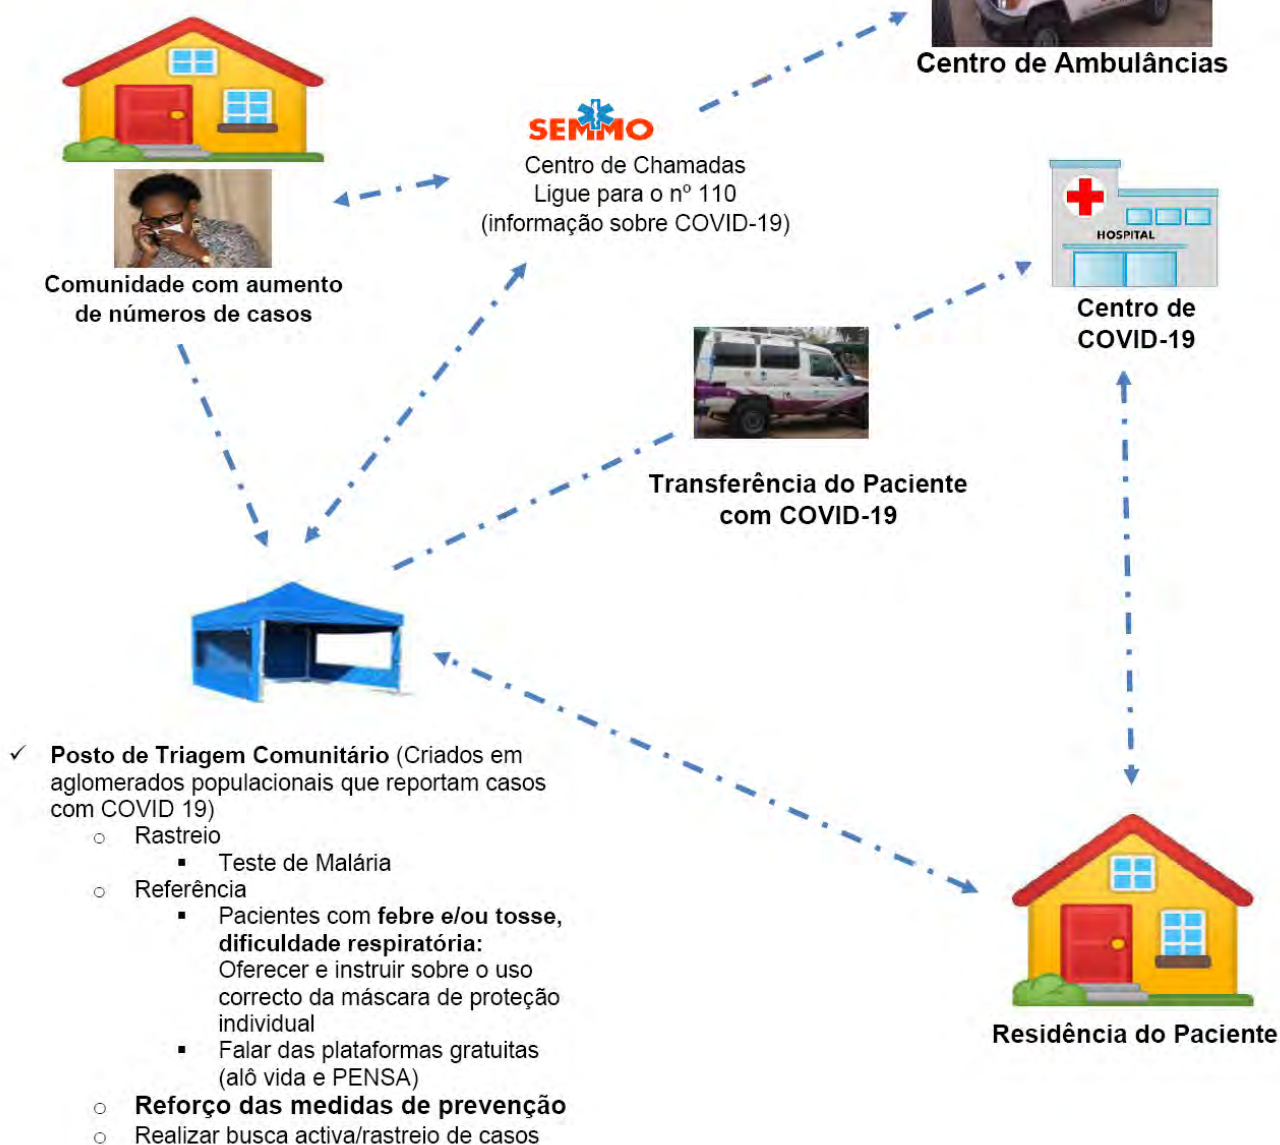 Centro de Ambulâncias
SEMMO
Centro de Chamadas
Ligue para o nº 110
(informação sobre COVID-19)
HOSPITAL
Comunidade com aumento
de números de casos
Centro de
COVID-19
Transferência do Paciente
com COVID-19
✓ Posto de Triagem Comunitário (Criados em
aglomerados populacionais que reportam casos
com COVID 19)
○ Rastreio
▪ Teste de Malária
○ Referência
▪ Pacientes com febre e/ou tosse,
dificuldade respiratória:
Oferecer e instruir sobre o uso
correcto da máscara de proteção
individual
▪ Falar das plataformas gratuitas
(alô vida e PENSA)
○ Reforço das medidas de prevenção
○ Realizar busca activa/rastreio de casos
Residência do Paciente